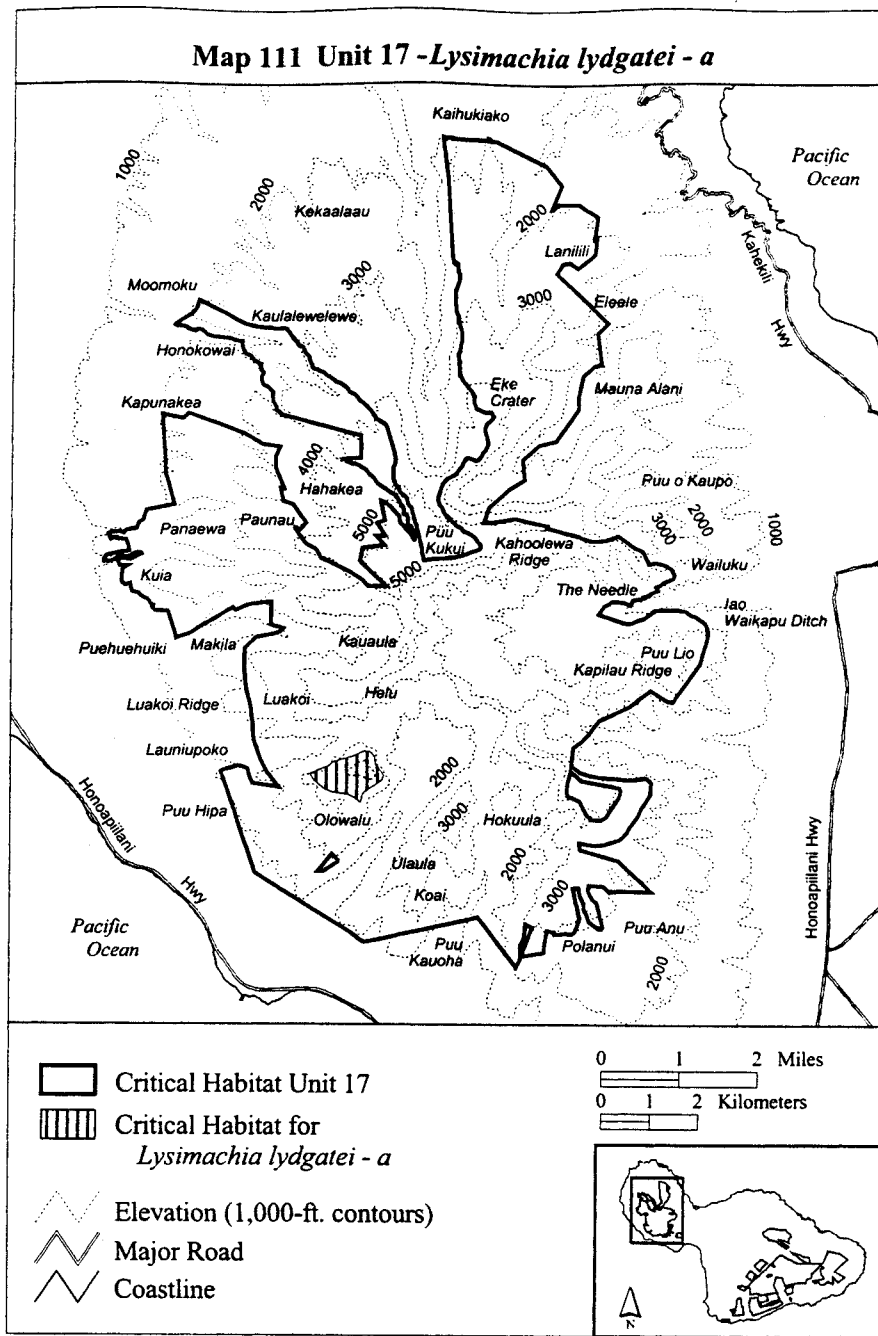 Map 111 Unit 17 -Lysimachia lydgatei - a
Kaihukiako
Pacific
Ocean
1000
2000
Kekaalaau
2000
Lanilili
Kahekili
Hwy
3000
Moomoku
Kaulalewelewe
3000
Eleele
Honokowai
Eke
Crater
Mauna Alani
Kapunakea
4000
Hahakea
Puu o Kaupo
Panaewa
Paunau
5000
Puu
Kukui
Kahoolewa
Ridge
3000
2000
1000
Wailuku
Kuia
5000
The Needle
Iao
Waikapu Ditch
Puehuehuiki
Makila
Kauaula
Puu Lio
Kapilau Ridge
Luakoi Ridge
Luakoi
Helu
Launiupoko
2000
Honoapiilani
Hwy
Puu Hipa
Olowalu
3000
Hokuula
Ulaula
2000
Koai
3000
Honoapiilani Hwy
Pacific
Ocean
Puu
Kauoha
Polanui
Puu Anu
2000
Critical Habitat Unit 17
Critical Habitat for
Lysimachia lydgatei - a
Elevation (1,000-ft. contours)
Major Road
Coastline
0 1 2 Miles
0 1 2 Kilometers
N